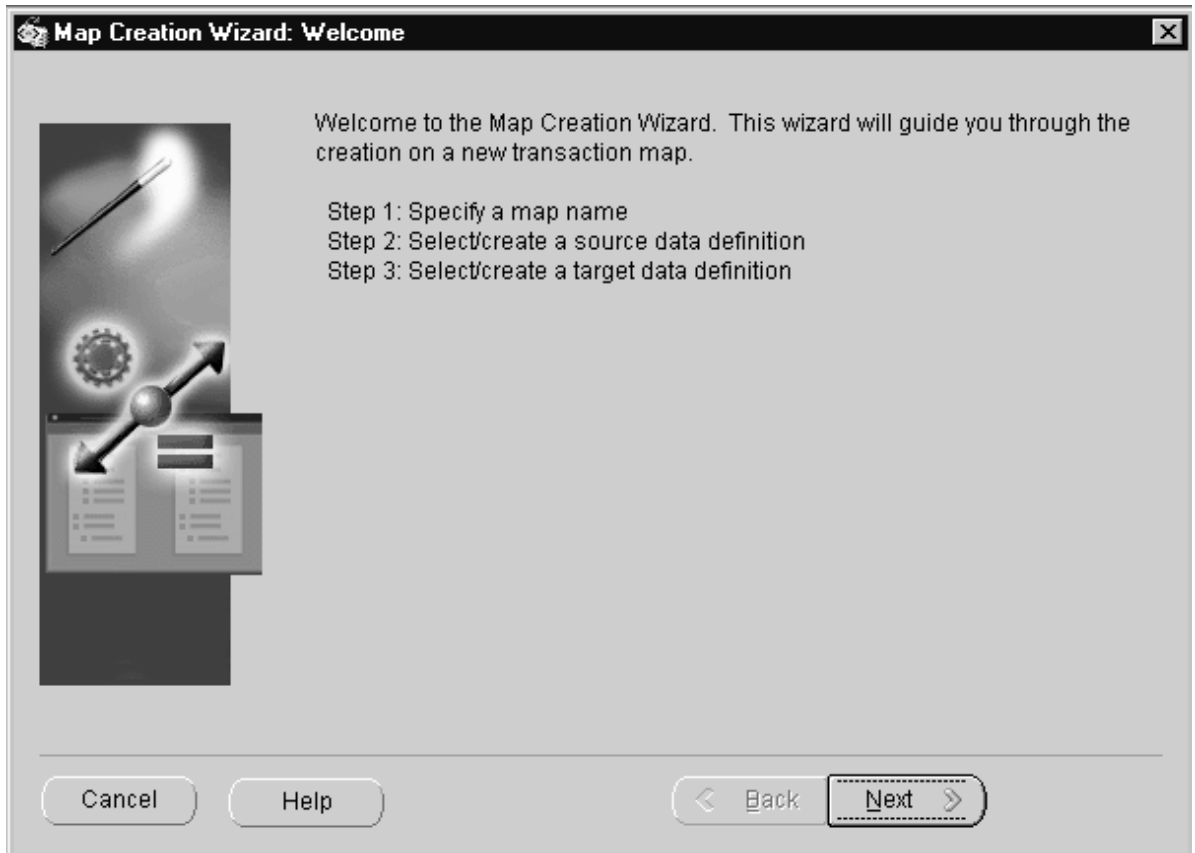 Map Creation Wizard: Welcome
Welcome to the Map Creation Wizard. This wizard will guide you through the
creation on a new transaction map.
Step 1: Specify a map name
Step 2: Select/create a source data definition
Step 3: Select/create a target data definition
Cancel
Help
Back
Next